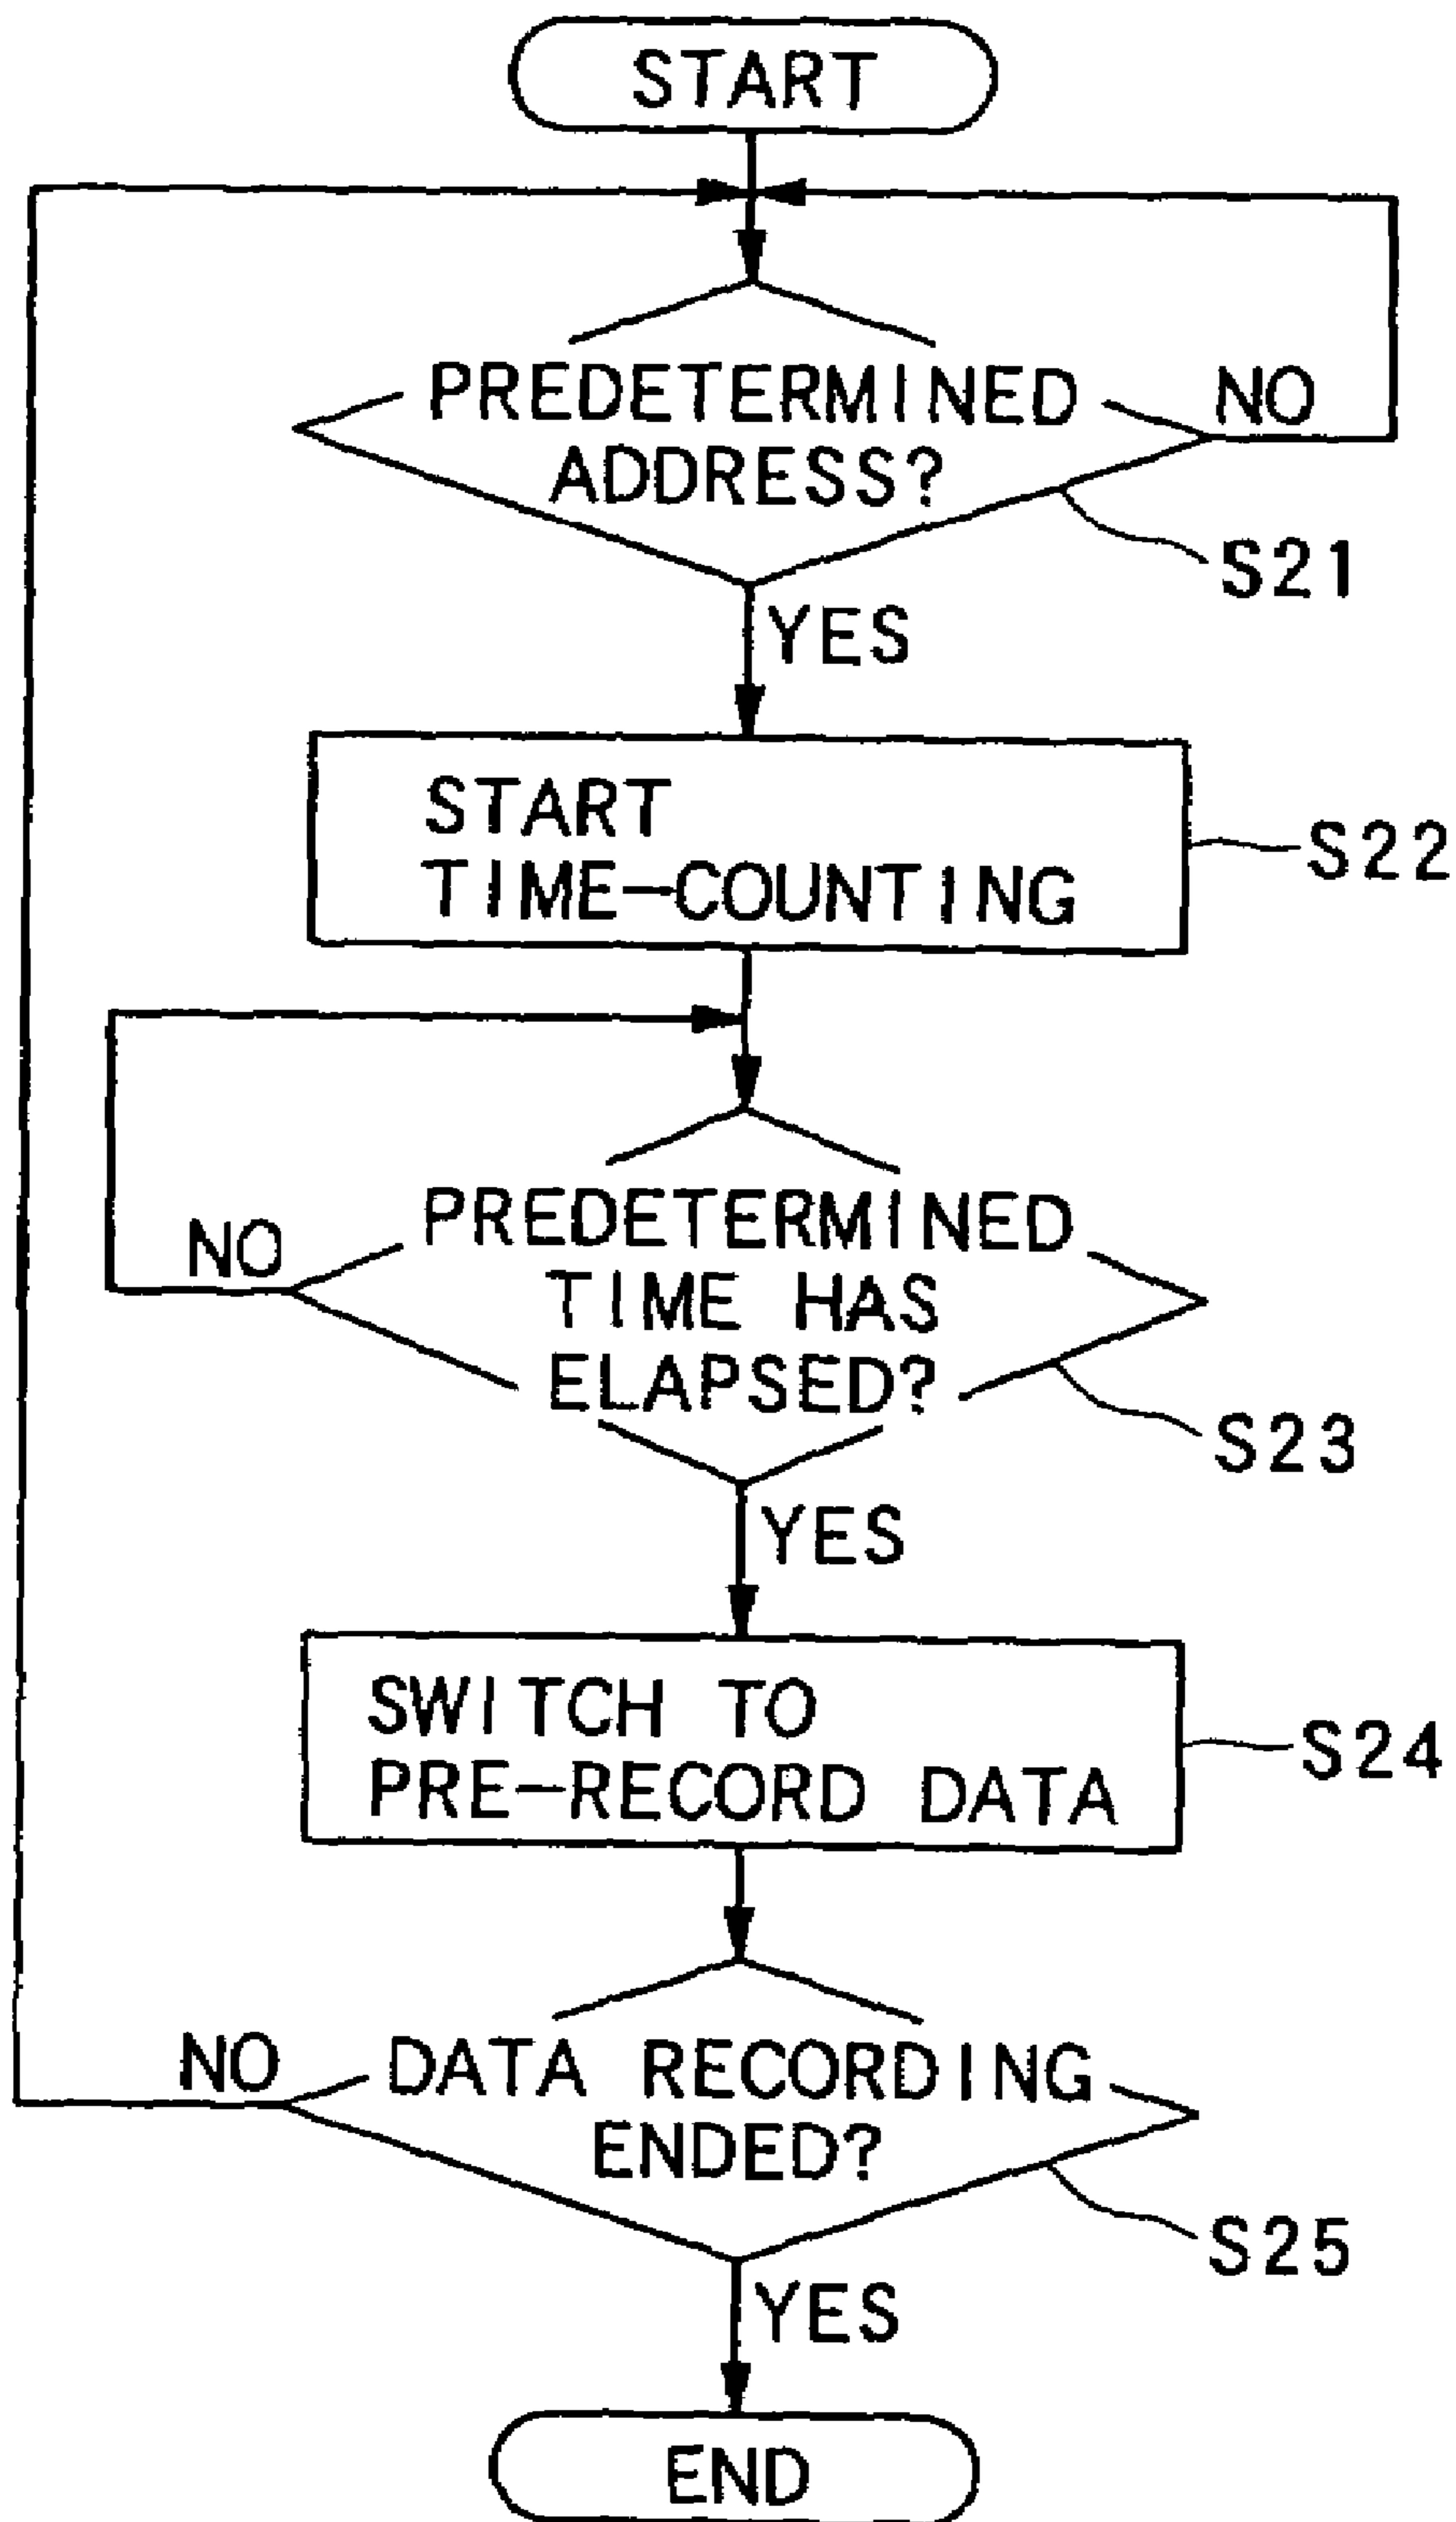 START
PREDETERMINED
ADDRESS?
NO
S21
YES
START
TIME-COUNTING
S22
PREDETERMINED
TIME HAS
ELAPSED?
NO
S23
YES
SWITCH TO
PRE-RECORD DATA
S24
NO
DATA RECORDING
ENDED?
S25
YES
END